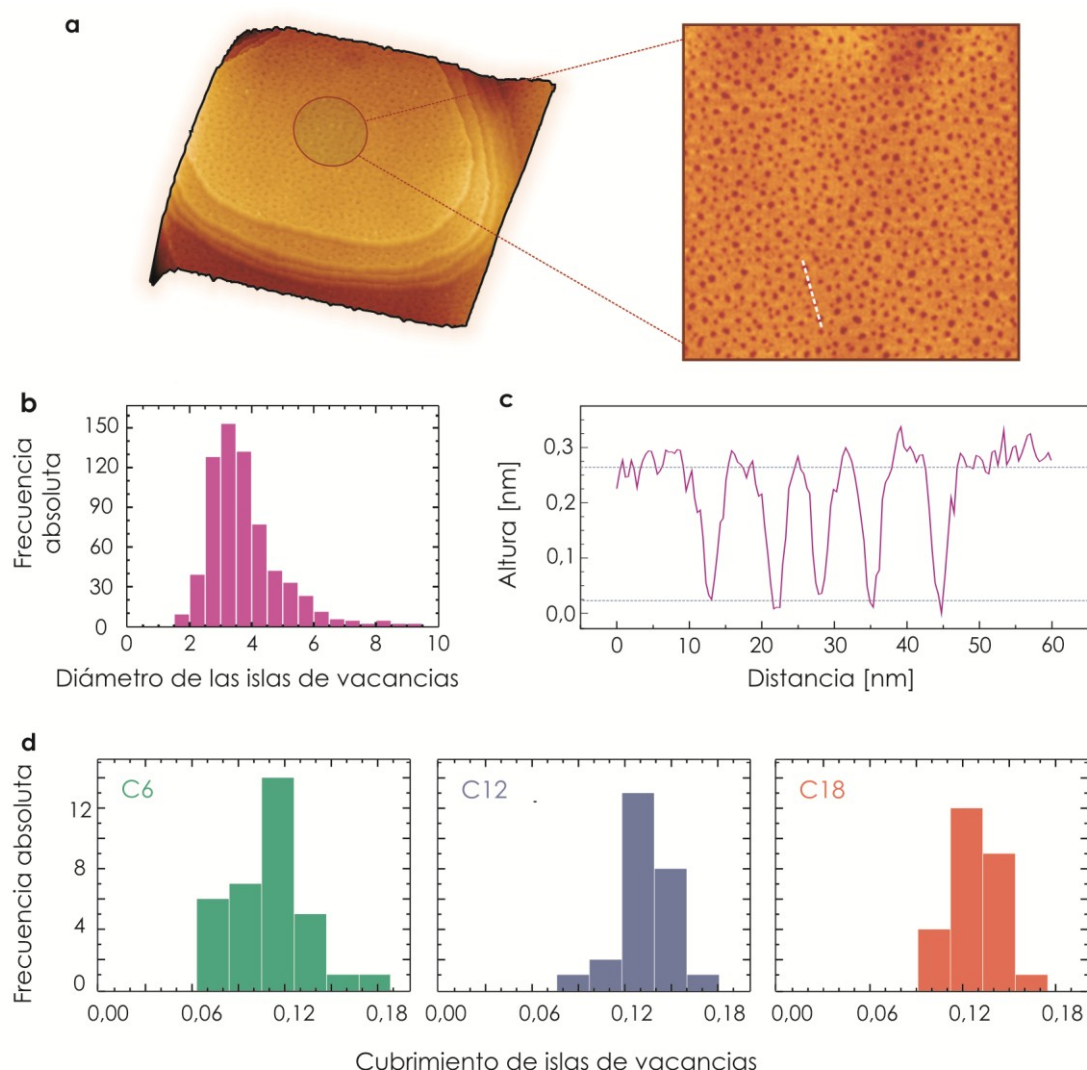 a
b
Frecuencia
absoluta
150
120
90
60
30
0
0 2 4 6 8 10
Diámetro de las islas de vacancias
c
Altura [nm]
0,3
0,2
0,1
0,0
0 10 20 30 40 50 60
Distancia [nm]
d
Frecuencia absoluta
12
8
4
0
C6
0,00 0,06 0,12 0,18
C12
0,00 0,06 0,12 0,18
C18
0,00 0,06 0,12 0,18
Cubrimiento de islas de vacancias